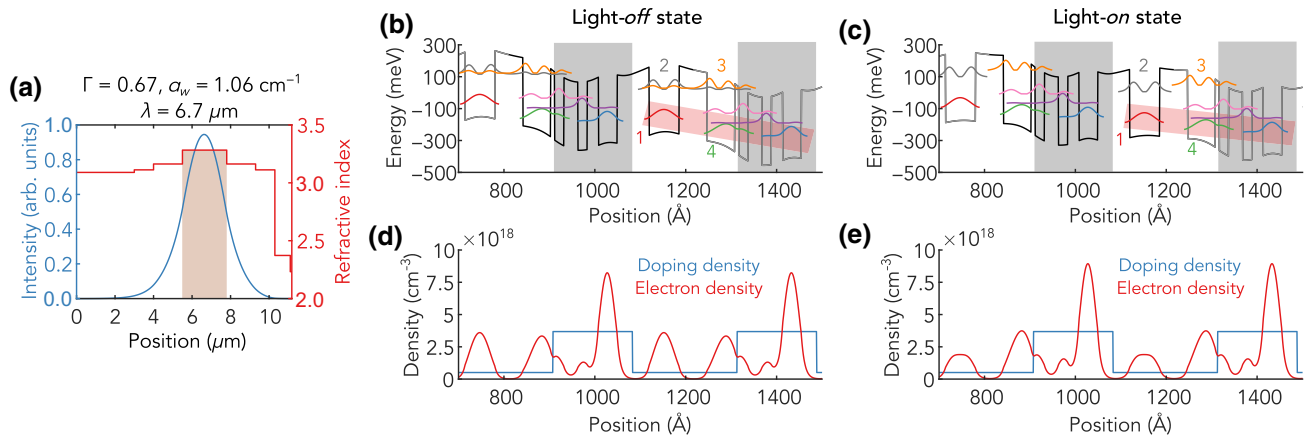 (a)
Γ = 0.67, α_w = 1.06 cm⁻¹
λ = 6.7 μm
Intensity (arb. units)
1.0
0.8
0.6
0.4
0.2
0.0
3.5
3.0
2.5
2.0
Refractive index
0 2 4 6 8 10
Position (μm)
(b)
Light-off state
Energy (meV)
300
100
−100
−300
−500
1
2
3
4
800 1000 1200 1400
Position (Å)
(c)
Light-on state
Energy (meV)
300
100
−100
−300
−500
1
2
3
4
800 1000 1200 1400
Position (Å)
(d)
×10¹⁸
Density (cm⁻³)
10
7.5
5
2.5
0
Doping density
Electron density
800 1000 1200 1400
Position (Å)
(e)
×10¹⁸
Density (cm⁻³)
10
7.5
5
2.5
0
Doping density
Electron density
800 1000 1200 1400
Position (Å)